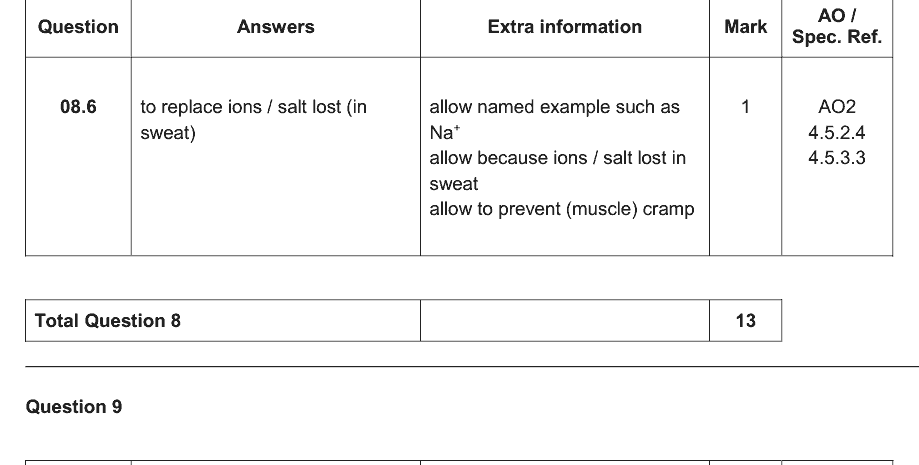 Question Answers Extra information Mark AO /
Spec. Ref.
08.6 to replace ions / salt lost (in allow named example such as 1 AO2
sweat) Na⁺ 4.5.2.4
allow because ions / salt lost in 4.5.3.3
sweat
allow to prevent (muscle) cramp
Total Question 8 13
Question 9